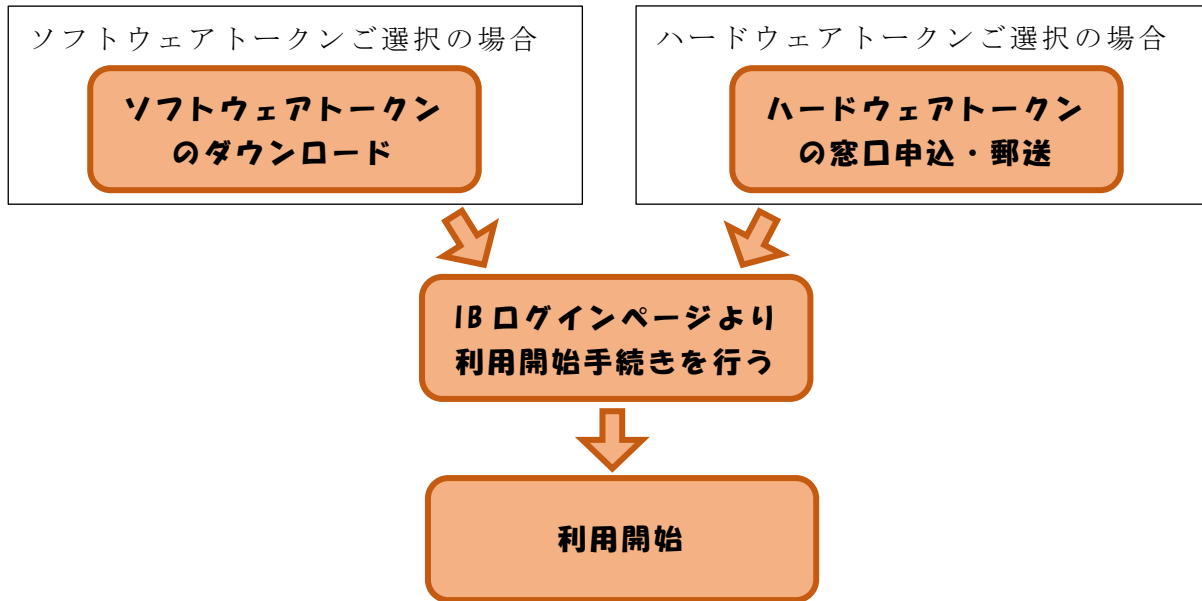 ソフトウェアトークンご選択の場合
ソフトウェアトークン
のダウンロード
ハードウェアトークンご選択の場合
ハードウェアトークン
の窓口申込・郵送
IBログインページより
利用開始手続きを行う
利用開始